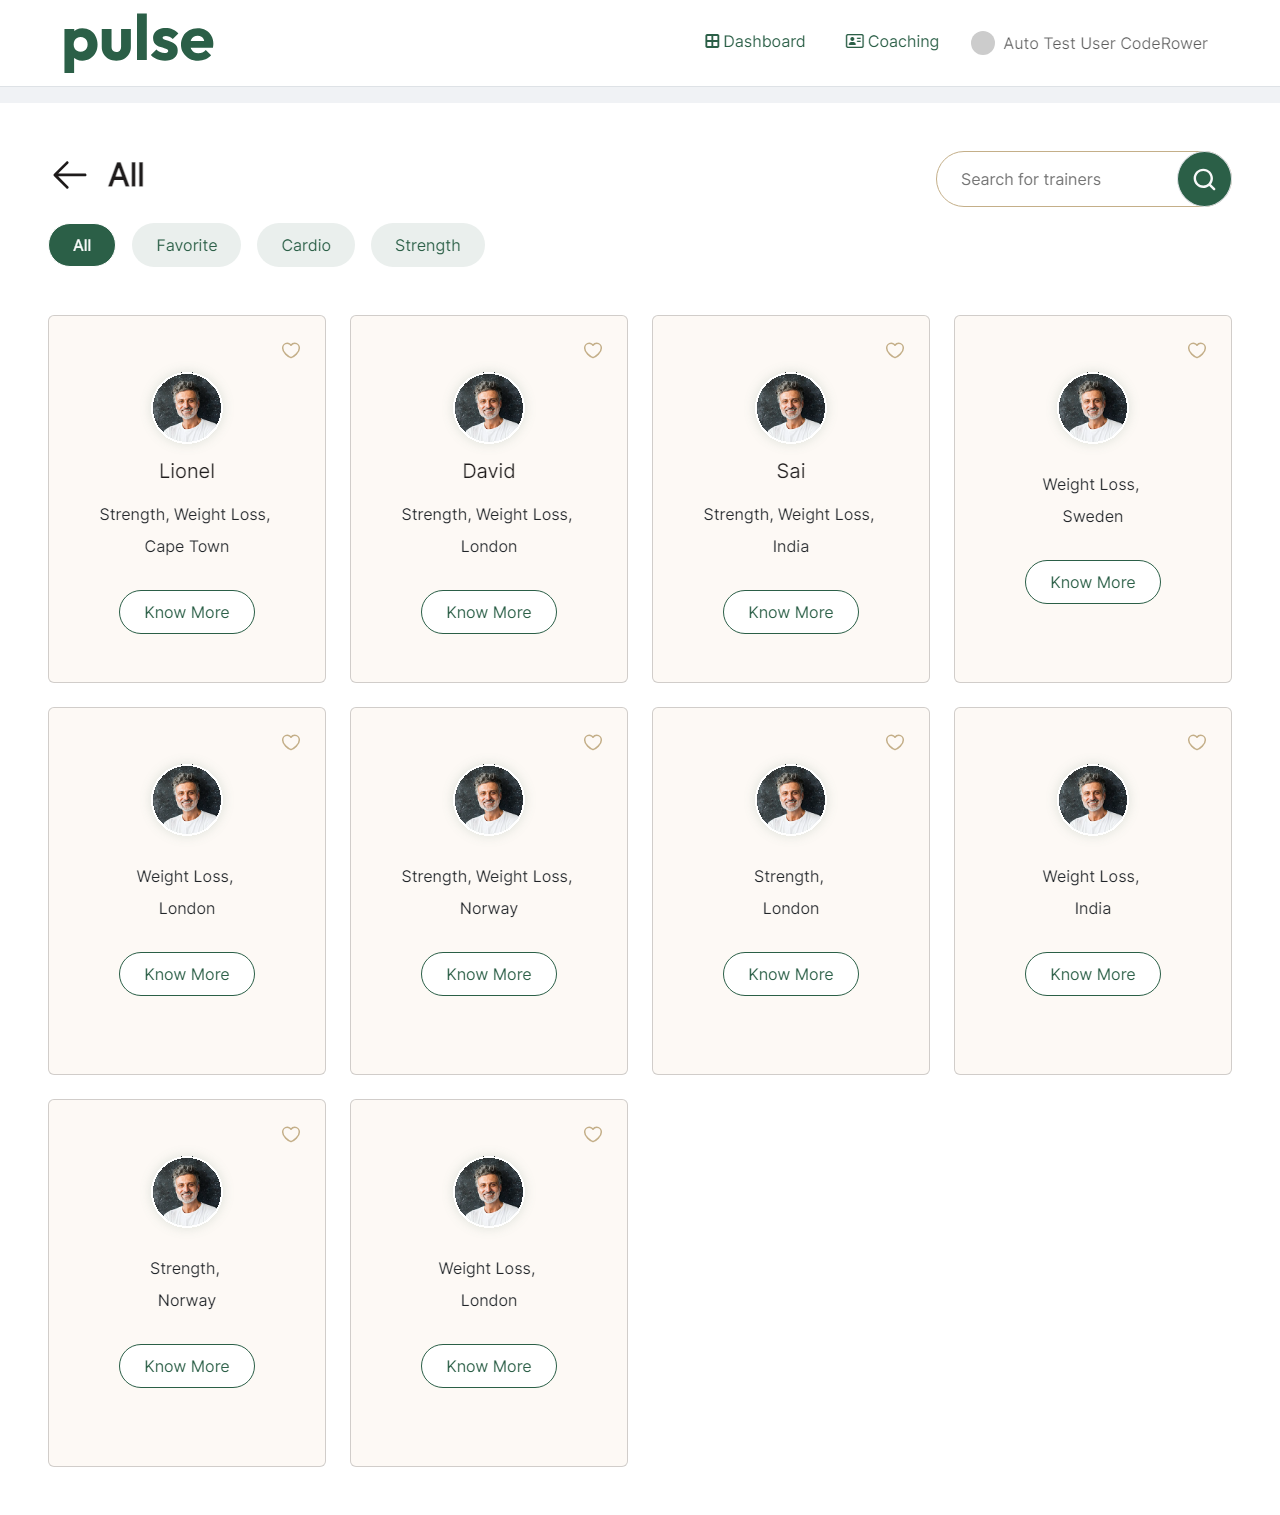 pulse
Dashboard
Coaching
Auto Test User CodeRower
All
Search for trainers
All
Favorite
Cardio
Strength
Lionel
Strength, Weight Loss,
Cape Town
Know More
David
Strength, Weight Loss,
London
Know More
Sai
Strength, Weight Loss,
India
Know More
Weight Loss,
Sweden
Know More
Weight Loss,
London
Know More
Strength, Weight Loss,
Norway
Know More
Strength,
London
Know More
Weight Loss,
India
Know More
Strength,
Norway
Know More
Weight Loss,
London
Know More